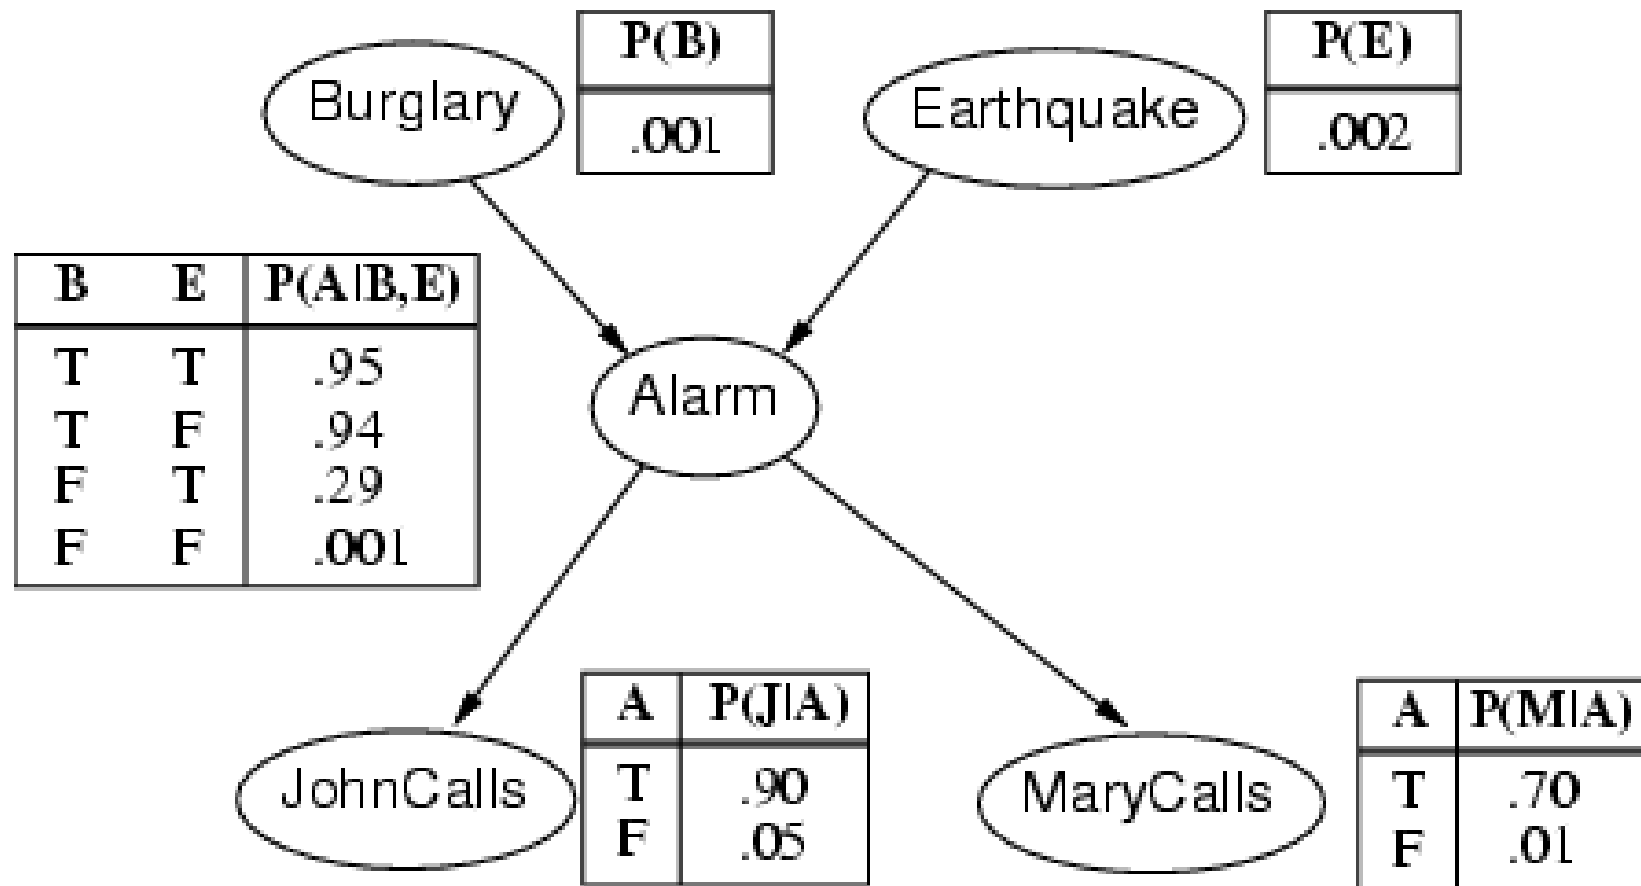 Burglary
P(B)
.001
Earthquake
P(E)
.002
B E P(A|B,E)
T T .95
T F .94
F T .29
F F .001
Alarm
JohnCalls
A P(J|A)
T .90
F .05
MaryCalls
A P(M|A)
T .70
F .01